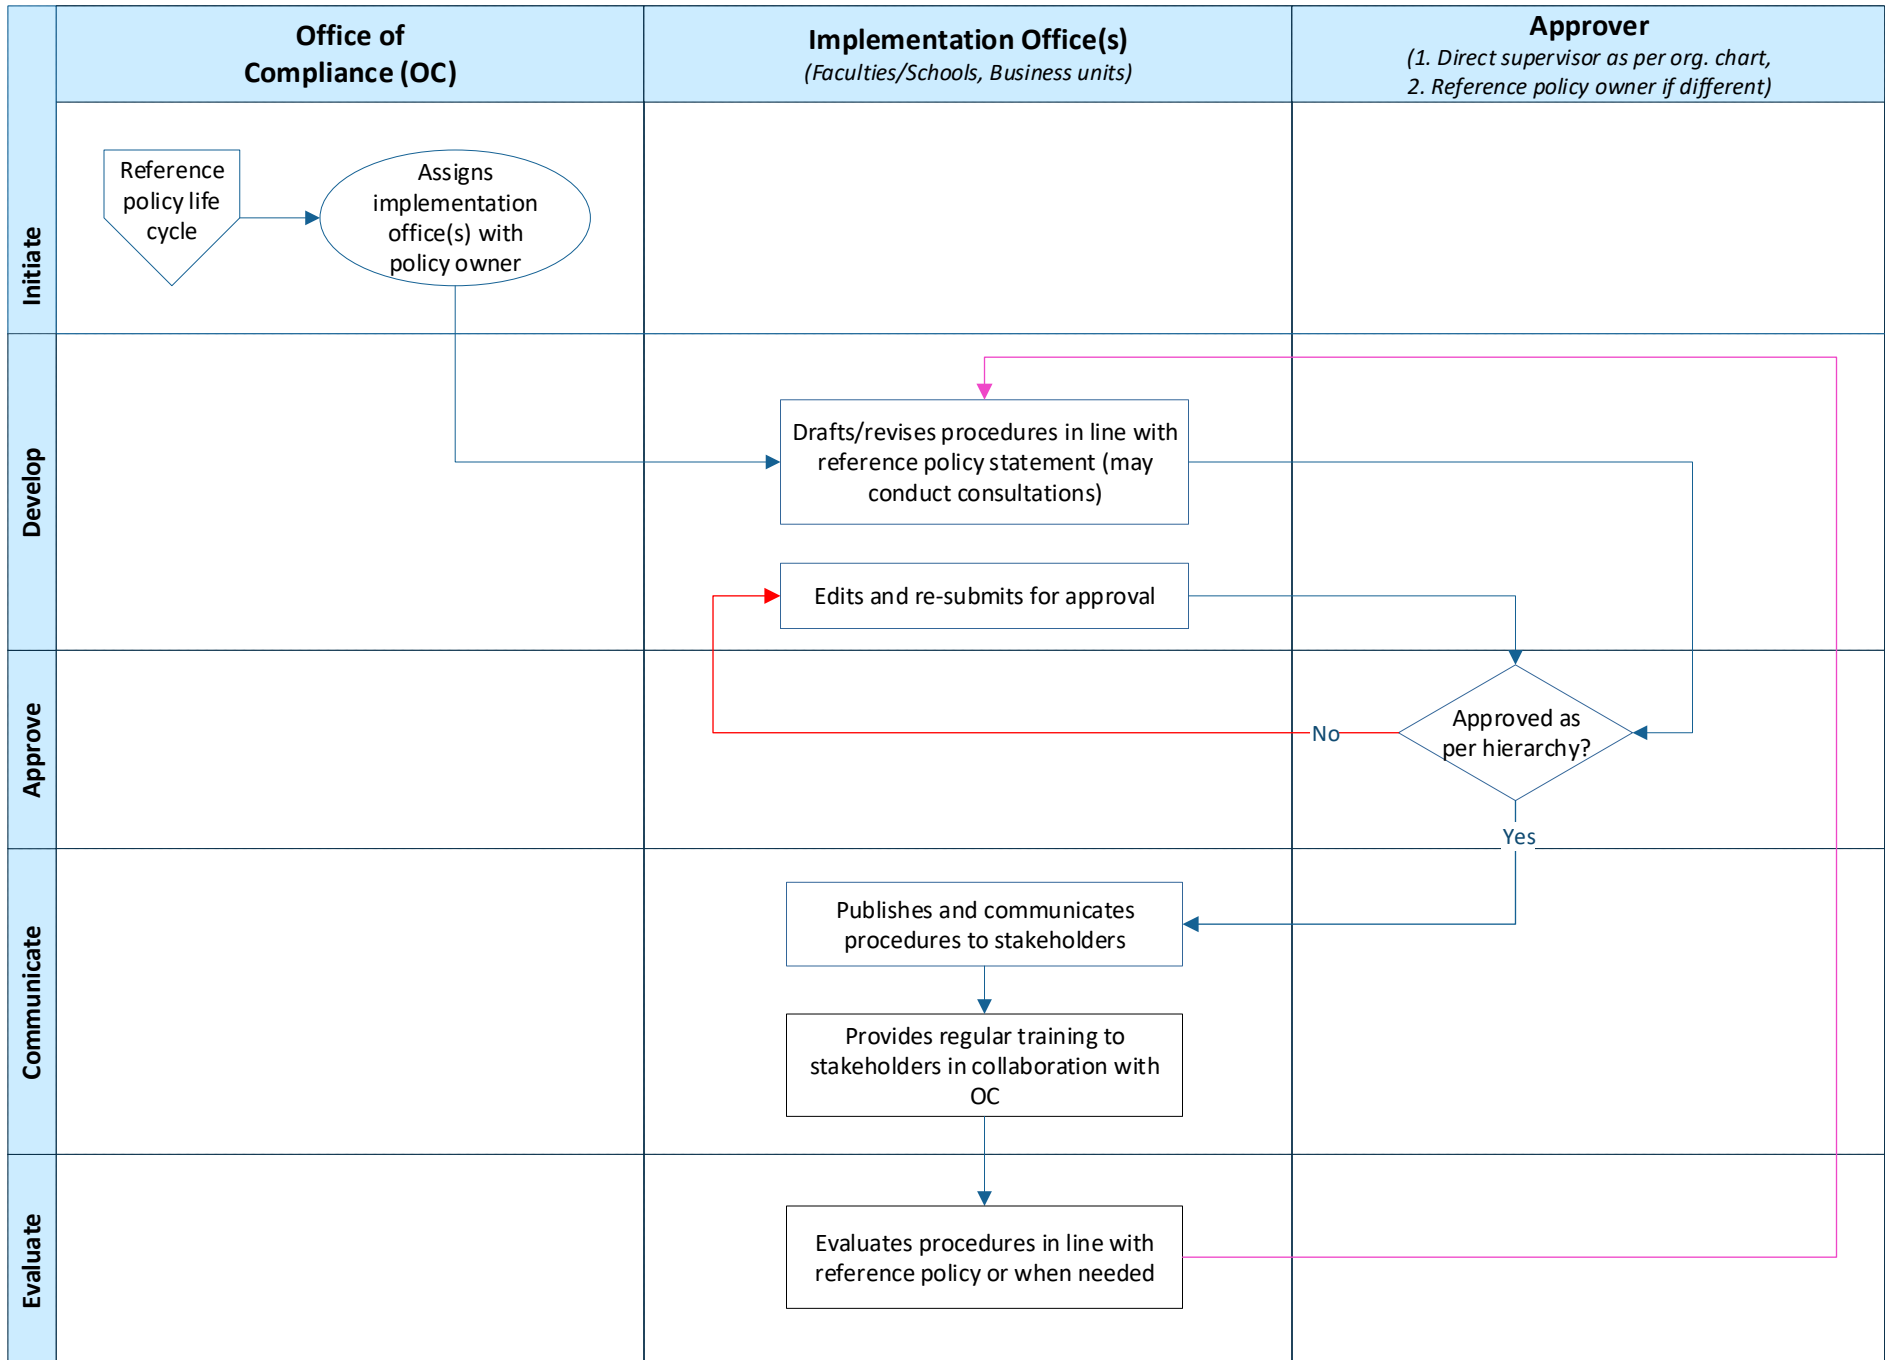 Office of
Compliance (OC)
Implementation Office(s)
(Faculties/Schools, Business units)
Approver
(1. Direct supervisor as per org. chart,
2. Reference policy owner if different)
Initiate
Reference
policy life
cycle
Assigns
implementation
office(s) with
policy owner
Develop
Drafts/revises procedures in line with
reference policy statement (may
conduct consultations)
Edits and re-submits for approval
Approve
Approved as
per hierarchy?
No
Yes
Communicate
Publishes and communicates
procedures to stakeholders
Provides regular training to
stakeholders in collaboration with
OC
Evaluate
Evaluates procedures in line with
reference policy or when needed